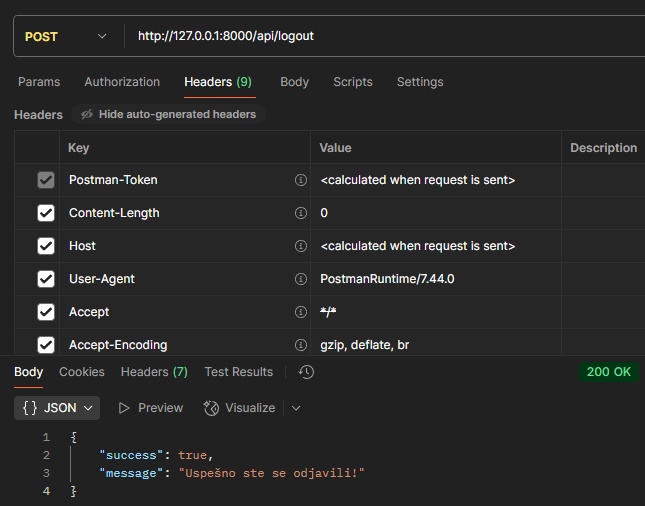 POST http://127.0.0.1:8000/api/logout
Params Authorization Headers (9) Body Scripts Settings
Headers Hide auto-generated headers
Key Value Description
Postman-Token <calculated when request is sent>
Content-Length 0
Host <calculated when request is sent>
User-Agent PostmanRuntime/7.44.0
Accept */*
Accept-Encoding gzip, deflate, br
Body Cookies Headers (7) Test Results 200 OK
{} JSON Preview Visualize
1 {
2 "success": true,
3 "message": "Uspešno ste se odjavili!"
4 }